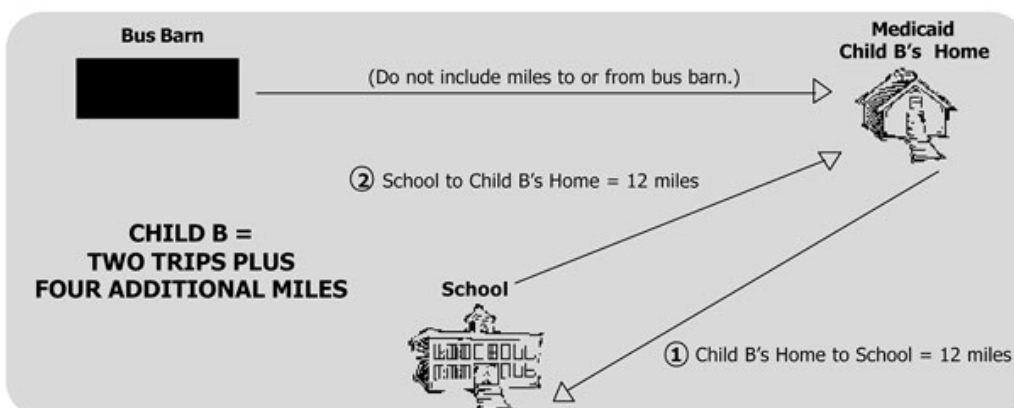 Bus Barn
Medicaid
Child B's Home
(Do not include miles to or from bus barn.)
② School to Child B's Home = 12 miles
CHILD B =
TWO TRIPS PLUS
FOUR ADDITIONAL MILES
School
① Child B's Home to School = 12 miles